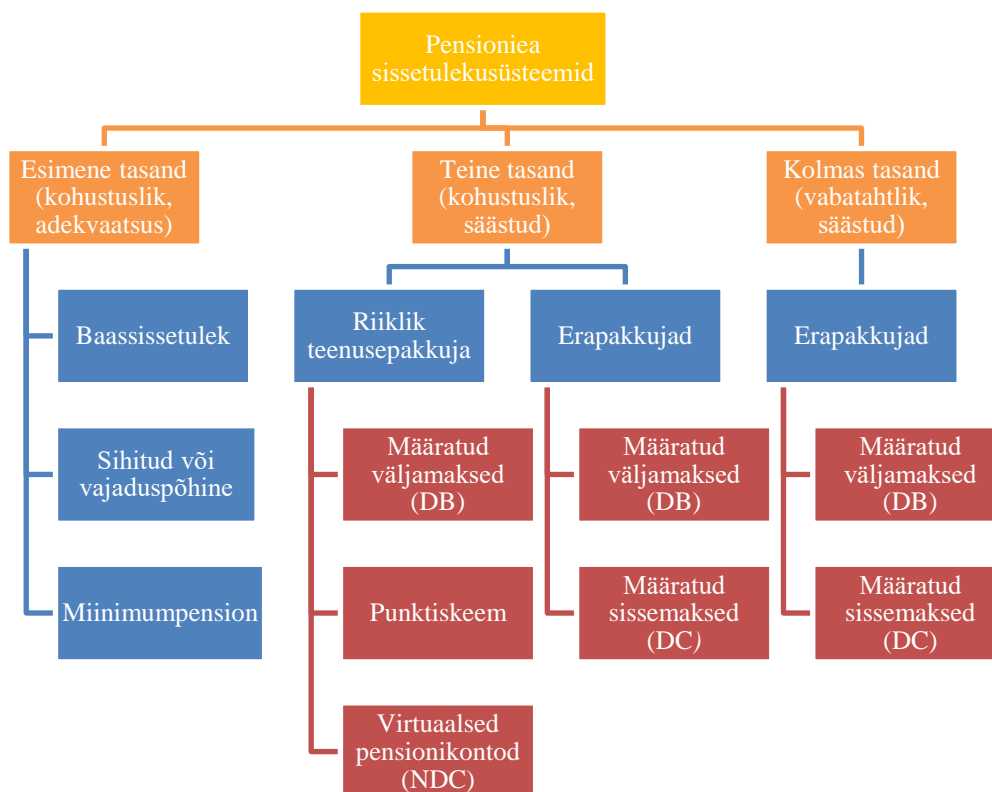 Pensioniea
sissetulekusüsteemid
Esimene tasand
(kohustuslik,
adekvaatsus)
Teine tasand
(kohustuslik,
säästud)
Kolmas tasand
(vabatahtlik,
säästud)
Baassissetulek
Riiklik
teenusepakkuja
Erapakkujad
Erapakkujad
Sihitud või
vajaduspõhine
Määratud
väljamaksed
(DB)
Määratud
väljamaksed
(DB)
Määratud
väljamaksed
(DB)
Miinimumpension
Punktiskeem
Määratud
sissemaksed
(DC)
Määratud
sissemaksed
(DC)
Virtuaalsed
pensionikontod
(NDC)